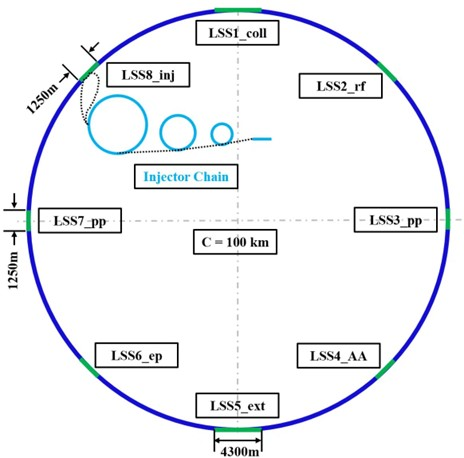 LSS1_coll
LSS8_inj
LSS2_rf
1250m
Injector Chain
LSS7_pp
LSS3_pp
C = 100 km
1250m
LSS6_ep
LSS4_AA
LSS5_ext
4300m